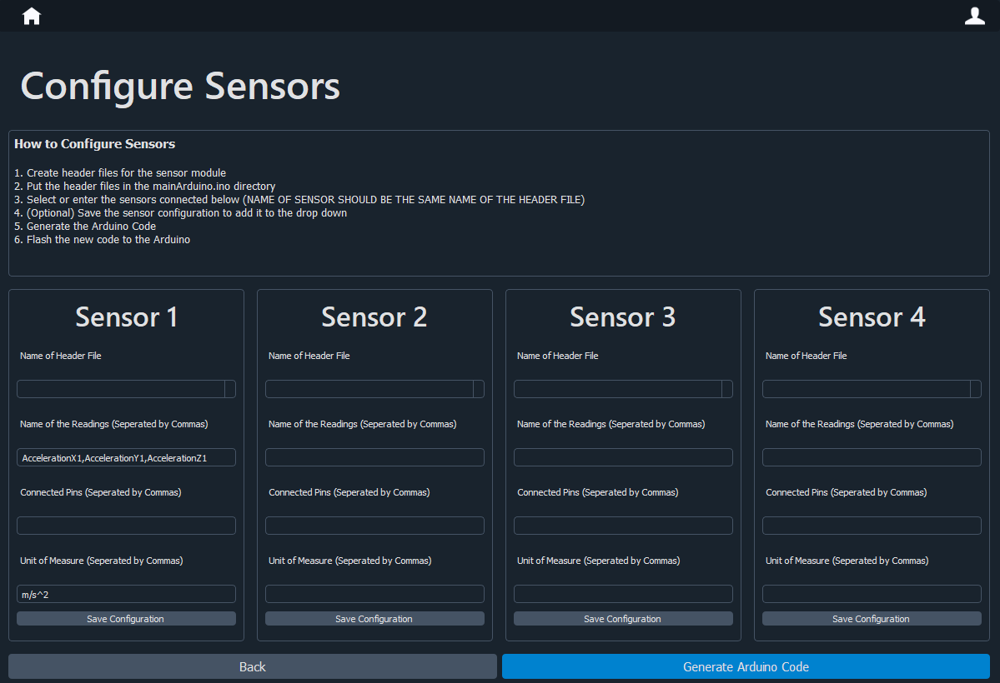 Configure Sensors
How to Configure Sensors
1. Create header files for the sensor module
2. Put the header files in the mainArduino.ino directory
3. Select or enter the sensors connected below (NAME OF SENSOR SHOULD BE THE SAME NAME OF THE HEADER FILE)
4. (Optional) Save the sensor configuration to add it to the drop down
5. Generate the Arduino Code
6. Flash the new code to the Arduino
Sensor 1
Name of Header File
Name of the Readings (Seperated by Commas)
AccelerationX1,AccelerationY1,AccelerationZ1
Connected Pins (Seperated by Commas)
Unit of Measure (Seperated by Commas)
m/s^2
Save Configuration
Sensor 2
Name of Header File
Name of the Readings (Seperated by Commas)
Connected Pins (Seperated by Commas)
Unit of Measure (Seperated by Commas)
Save Configuration
Sensor 3
Name of Header File
Name of the Readings (Seperated by Commas)
Connected Pins (Seperated by Commas)
Unit of Measure (Seperated by Commas)
Save Configuration
Sensor 4
Name of Header File
Name of the Readings (Seperated by Commas)
Connected Pins (Seperated by Commas)
Unit of Measure (Seperated by Commas)
Save Configuration
Back
Generate Arduino Code